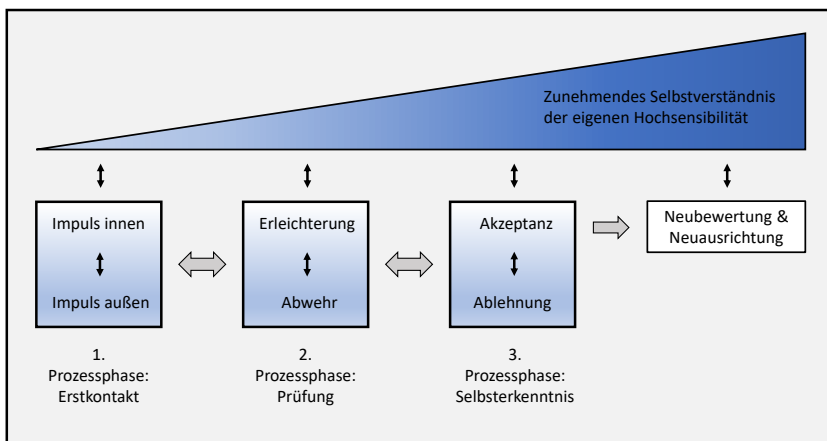 Zunehmendes Selbstverständnis
der eigenen Hochsensibilität
Impuls innen
Impuls außen
Erleichterung
Abwehr
Akzeptanz
Ablehnung
Neubewertung &
Neuausrichtung
1.
Prozessphase:
Erstkontakt
2.
Prozessphase:
Prüfung
3.
Prozessphase:
Selbsterkenntnis